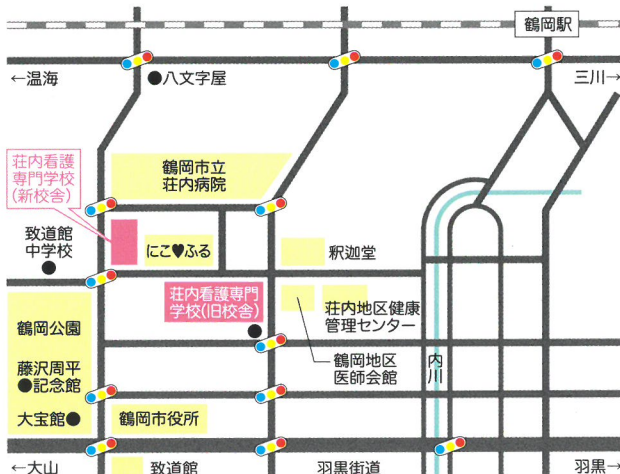 鶴岡駅
←温海
●八文字屋
三川→
荘内看護
専門学校
(新校舎)
鶴岡市立
荘内病院
致道館
中学校
にこ♥ふる
釈迦堂
荘内看護専門
学校(旧校舎)
荘内地区健康
管理センター
鶴岡公園
鶴岡地区
医師会館
内川
藤沢周平
●記念館
大宝館●
鶴岡市役所
←大山
致道館
羽黒街道
羽黒→